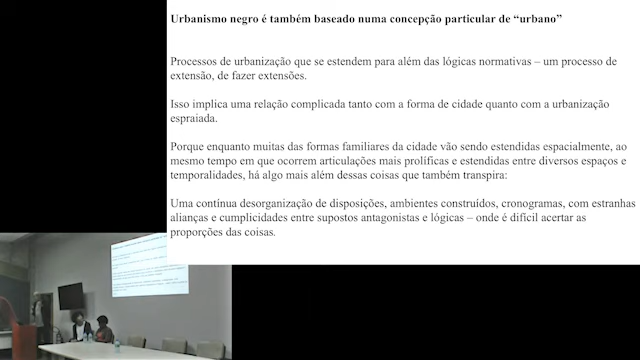 Urbanismo negro é também baseado numa concepção particular de “urbano”
Processos de urbanização que se estendem para além das lógicas normativas – um processo de
extensão, de fazer extensões.
Isso implica uma relação complicada tanto com a forma de cidade quanto com a urbanização
espraiada.
Porque enquanto muitas das formas familiares da cidade vão sendo estendidas espacialmente, ao
mesmo tempo em que ocorrem articulações mais prolíficas e estendidas entre diversos espaços e
temporalidades, há algo mais além dessas coisas que também transpira:
Uma contínua desorganização de disposições, ambientes construídos, cronogramas, com estranhas
alianças e cumplicidades entre supostos antagonistas e lógicas – onde é difícil acertar as
proporções das coisas.